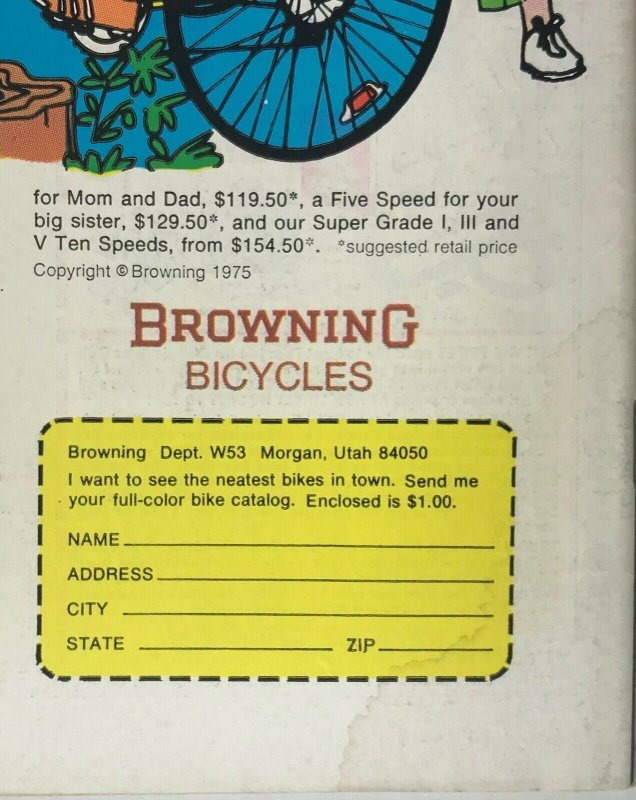 for Mom and Dad, $119.50*, a Five Speed for your
big sister, $129.50*, and our Super Grade I, III and
V Ten Speeds, from $154.50*. *suggested retail price
Copyright © Browning 1975
BROWNING
BICYCLES
Browning Dept. W53 Morgan, Utah 84050
I want to see the neatest bikes in town. Send me
your full-color bike catalog. Enclosed is $1.00.
NAME
ADDRESS
CITY
STATE ZIP